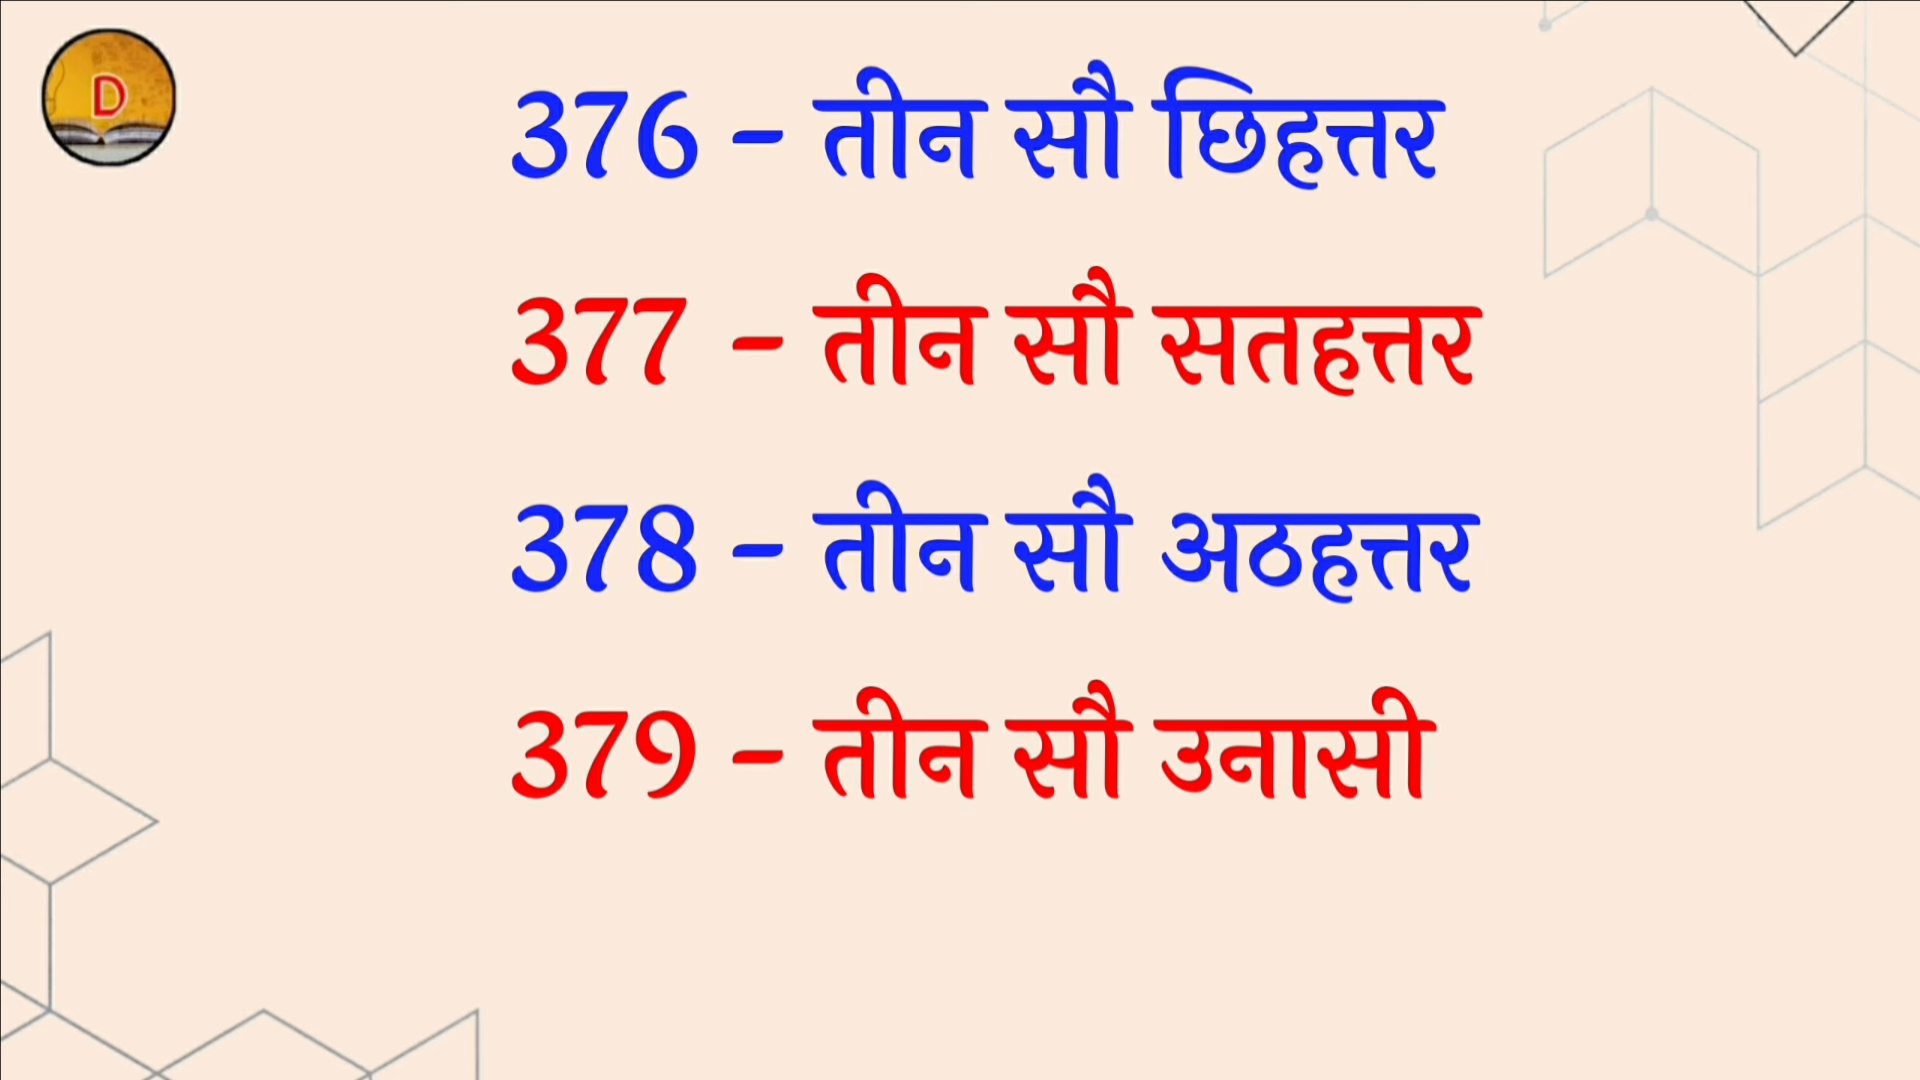 D
376 - तीन सौ छिहत्तर
377 - तीन सौ सतहत्तर
378 - तीन सौ अठहत्तर
379 - तीन सौ उनासी